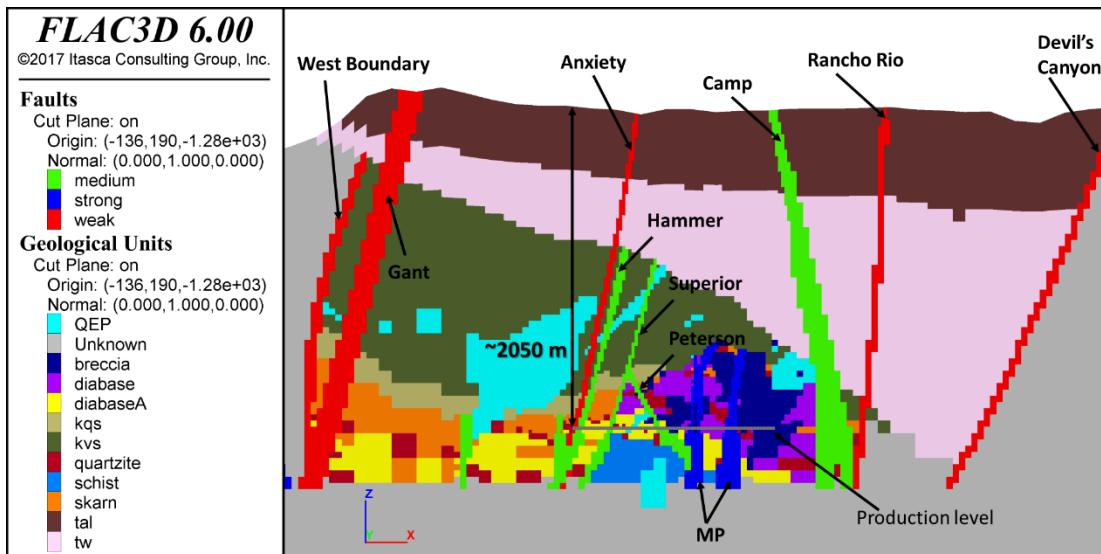 FLAC3D 6.00
©2017 Itasca Consulting Group, Inc.
Faults
Cut Plane: on
Origin: (-136,190,-1.28e+03)
Normal: (0.000,1.000,0.000)
medium
strong
weak
Geological Units
Cut Plane: on
Origin: (-136,190,-1.28e+03)
Normal: (0.000,1.000,0.000)
QEP
Unknown
breccia
diabase
diabaseA
kqs
kvs
quartzite
schist
skarn
tal
tw
West Boundary
Anxiety
Camp
Rancho Rio
Devil's
Canyon
Hammer
Gant
Superior
Peterson
~2050 m
Production level
MP
Z
Y
X